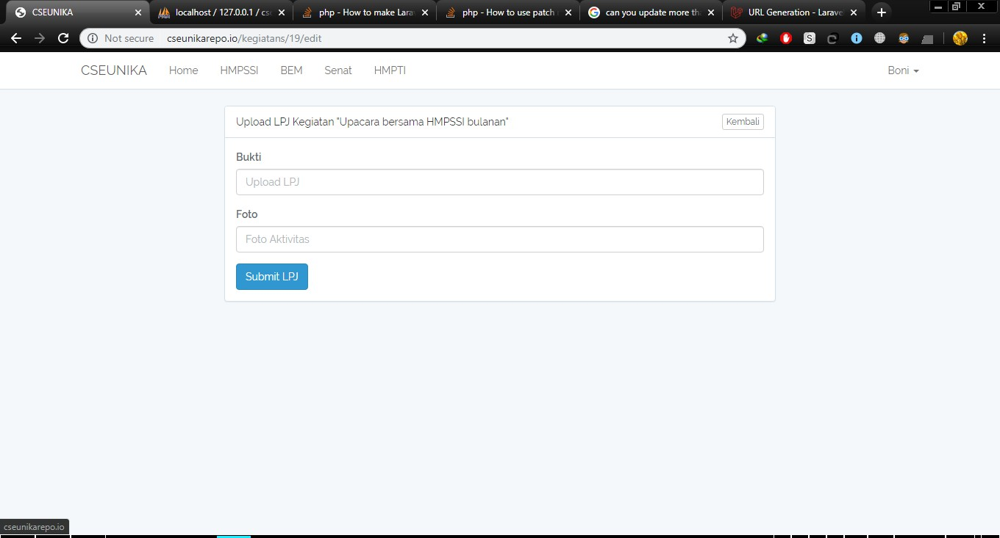 CSEUNIKA
localhost / 127.0.0.1 / cse
php - How to make Lara
php - How to use patch
can you update more tha
URL Generation - Larave
Not secure cseunikarepo.io/kegiatans/19/edit
CSEUNIKA Home HMPSSI BEM Senat HMPTI Boni
Upload LPJ Kegiatan "Upacara bersama HMPSSI bulanan" Kembali
Bukti
Upload LPJ
Foto
Foto Aktivitas
Submit LPJ
cseunikarepo.io